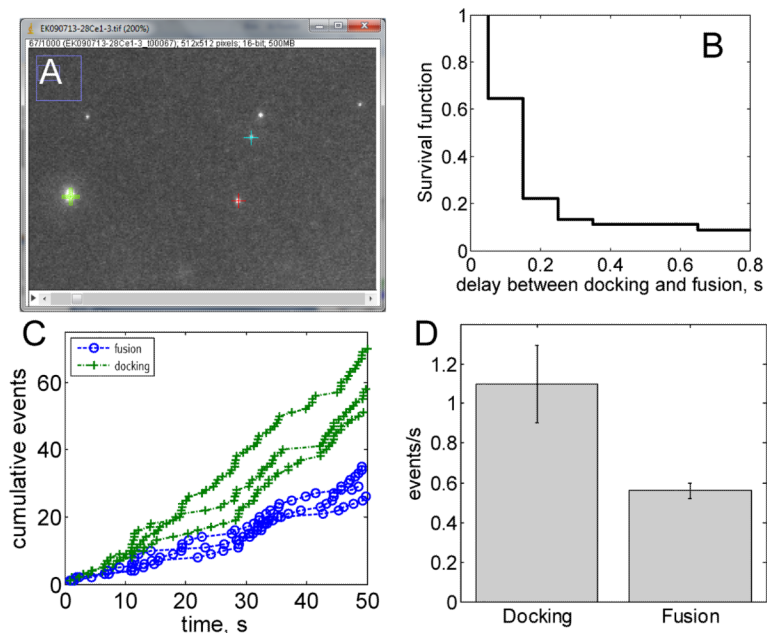 EK090713-28Ce1-3.tif (200%)
67/1000 (EK090713-28Ce1-3_t00067); 512x512 pixels; 16-bit; 500MB
A
B
1
0.8
0.6
0.4
0.2
0
Survival function
0 0.2 0.4 0.6 0.8
delay between docking and fusion, s
C
fusion
docking
60
40
20
0
cumulative events
0 10 20 30 40 50
time, s
D
1.2
1
0.8
0.6
0.4
0.2
0
events/s
Docking Fusion